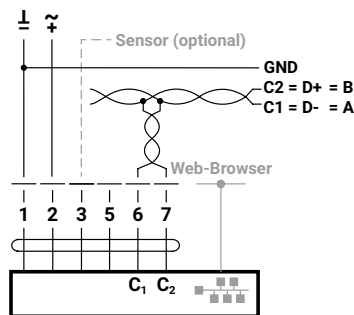 ⊥ ~
− +
Sensor (optional)
GND
C2 = D+ = B
C1 = D- = A
Web-Browser
1 2 3 5 6 7
C₁ C₂